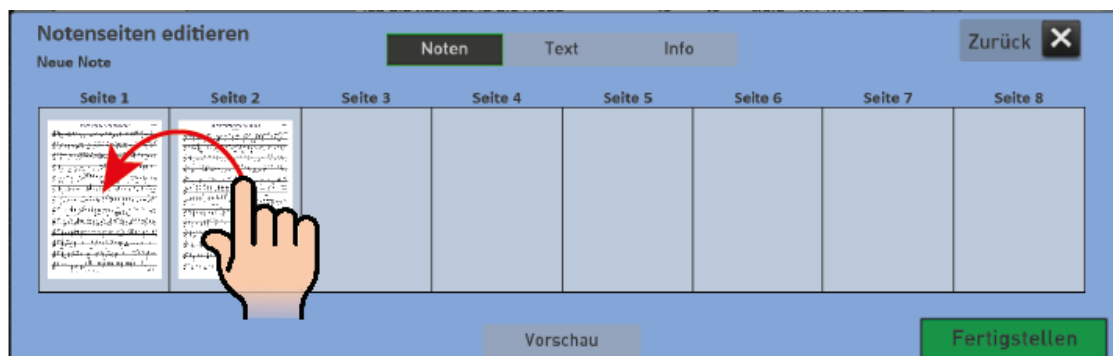 Notenseiten editieren
Neue Note
Noten Text Info
Zurück
Seite 1 Seite 2 Seite 3 Seite 4 Seite 5 Seite 6 Seite 7 Seite 8
Vorschau
Fertigstellen